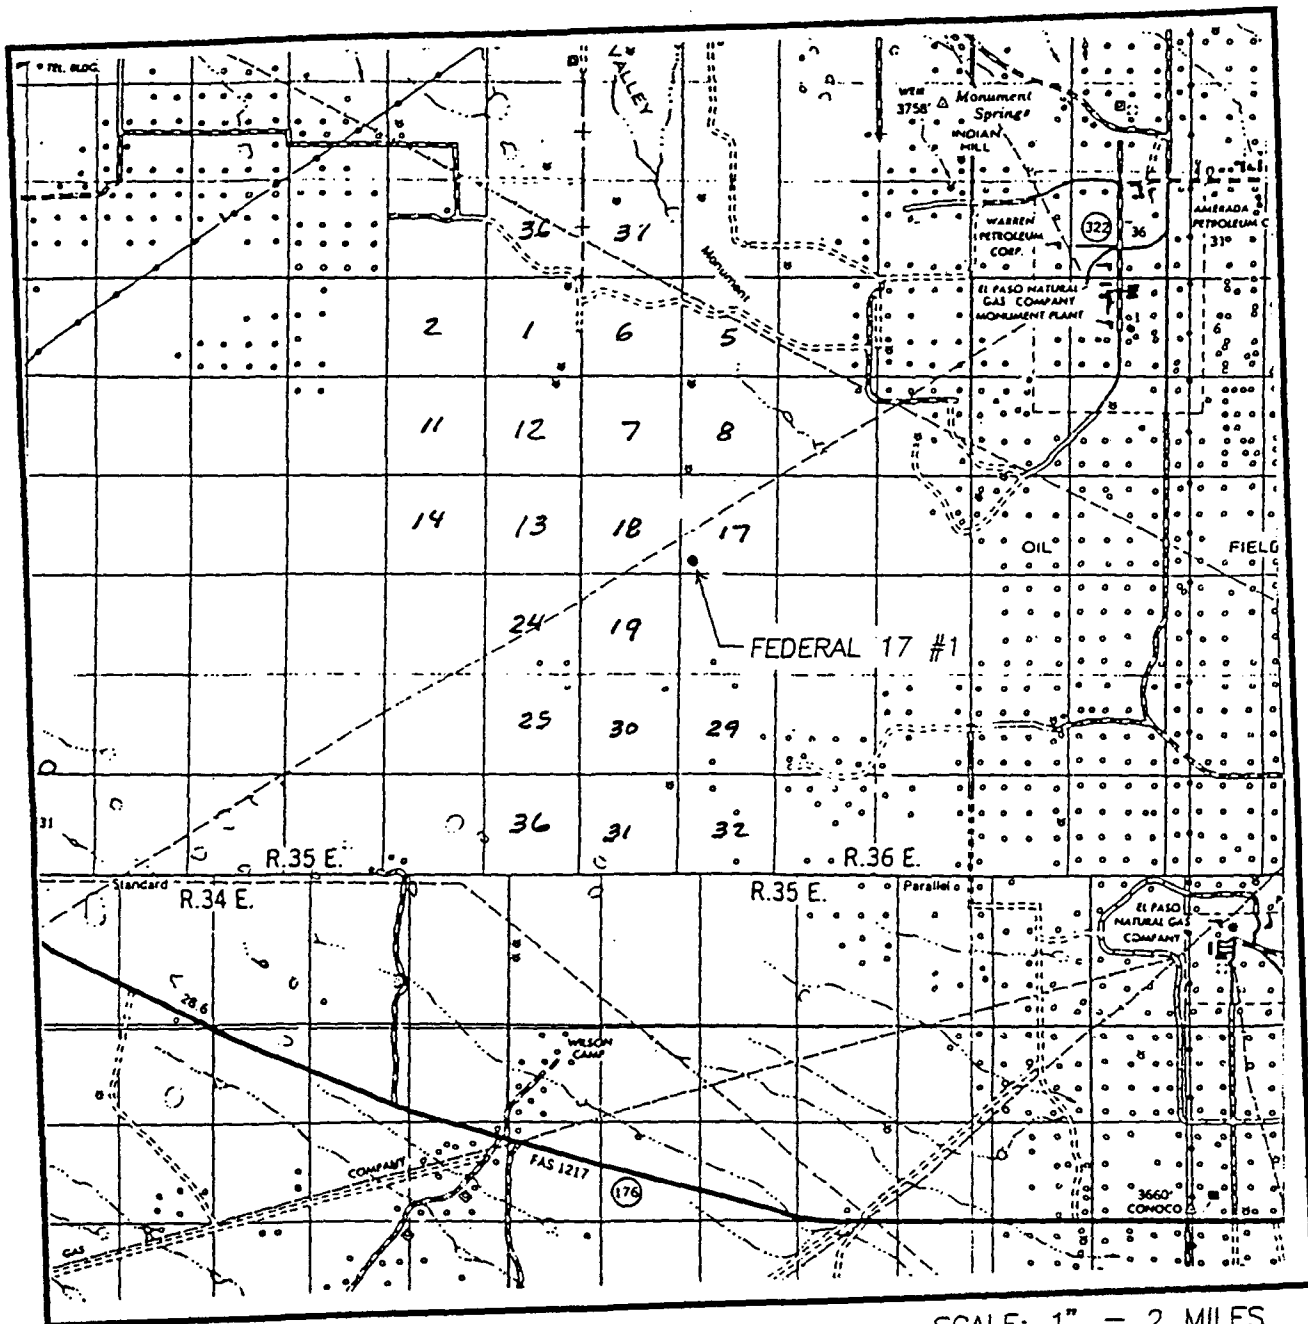 TEL. BLDG.
VALLEY
WELL
3758'
Monument
Springs
INDIAN
HILL
36
31
Monument
WARREN
PETROLEUM
CORP.
322
36
AMERADA
PETROLEUM C
31
EL PASO NATURAL
GAS COMPANY
MONUMENT PLANT
2
1
6
5
1
6
11
12
7
8
14
13
18
17
OIL
FIELD
24
19
FEDERAL 17 #1
25
30
29
31
36
31
32
R.35 E.
R.36 E.
Standard
R.34 E.
R.35 E.
Parallel
EL PASO
NATURAL GAS
COMPANY
28.6
WILSON
CAMP
COMPANY
FAS 1217
176
3660'
CONOCO
GAS
SCALE: 1" = 2 MILES